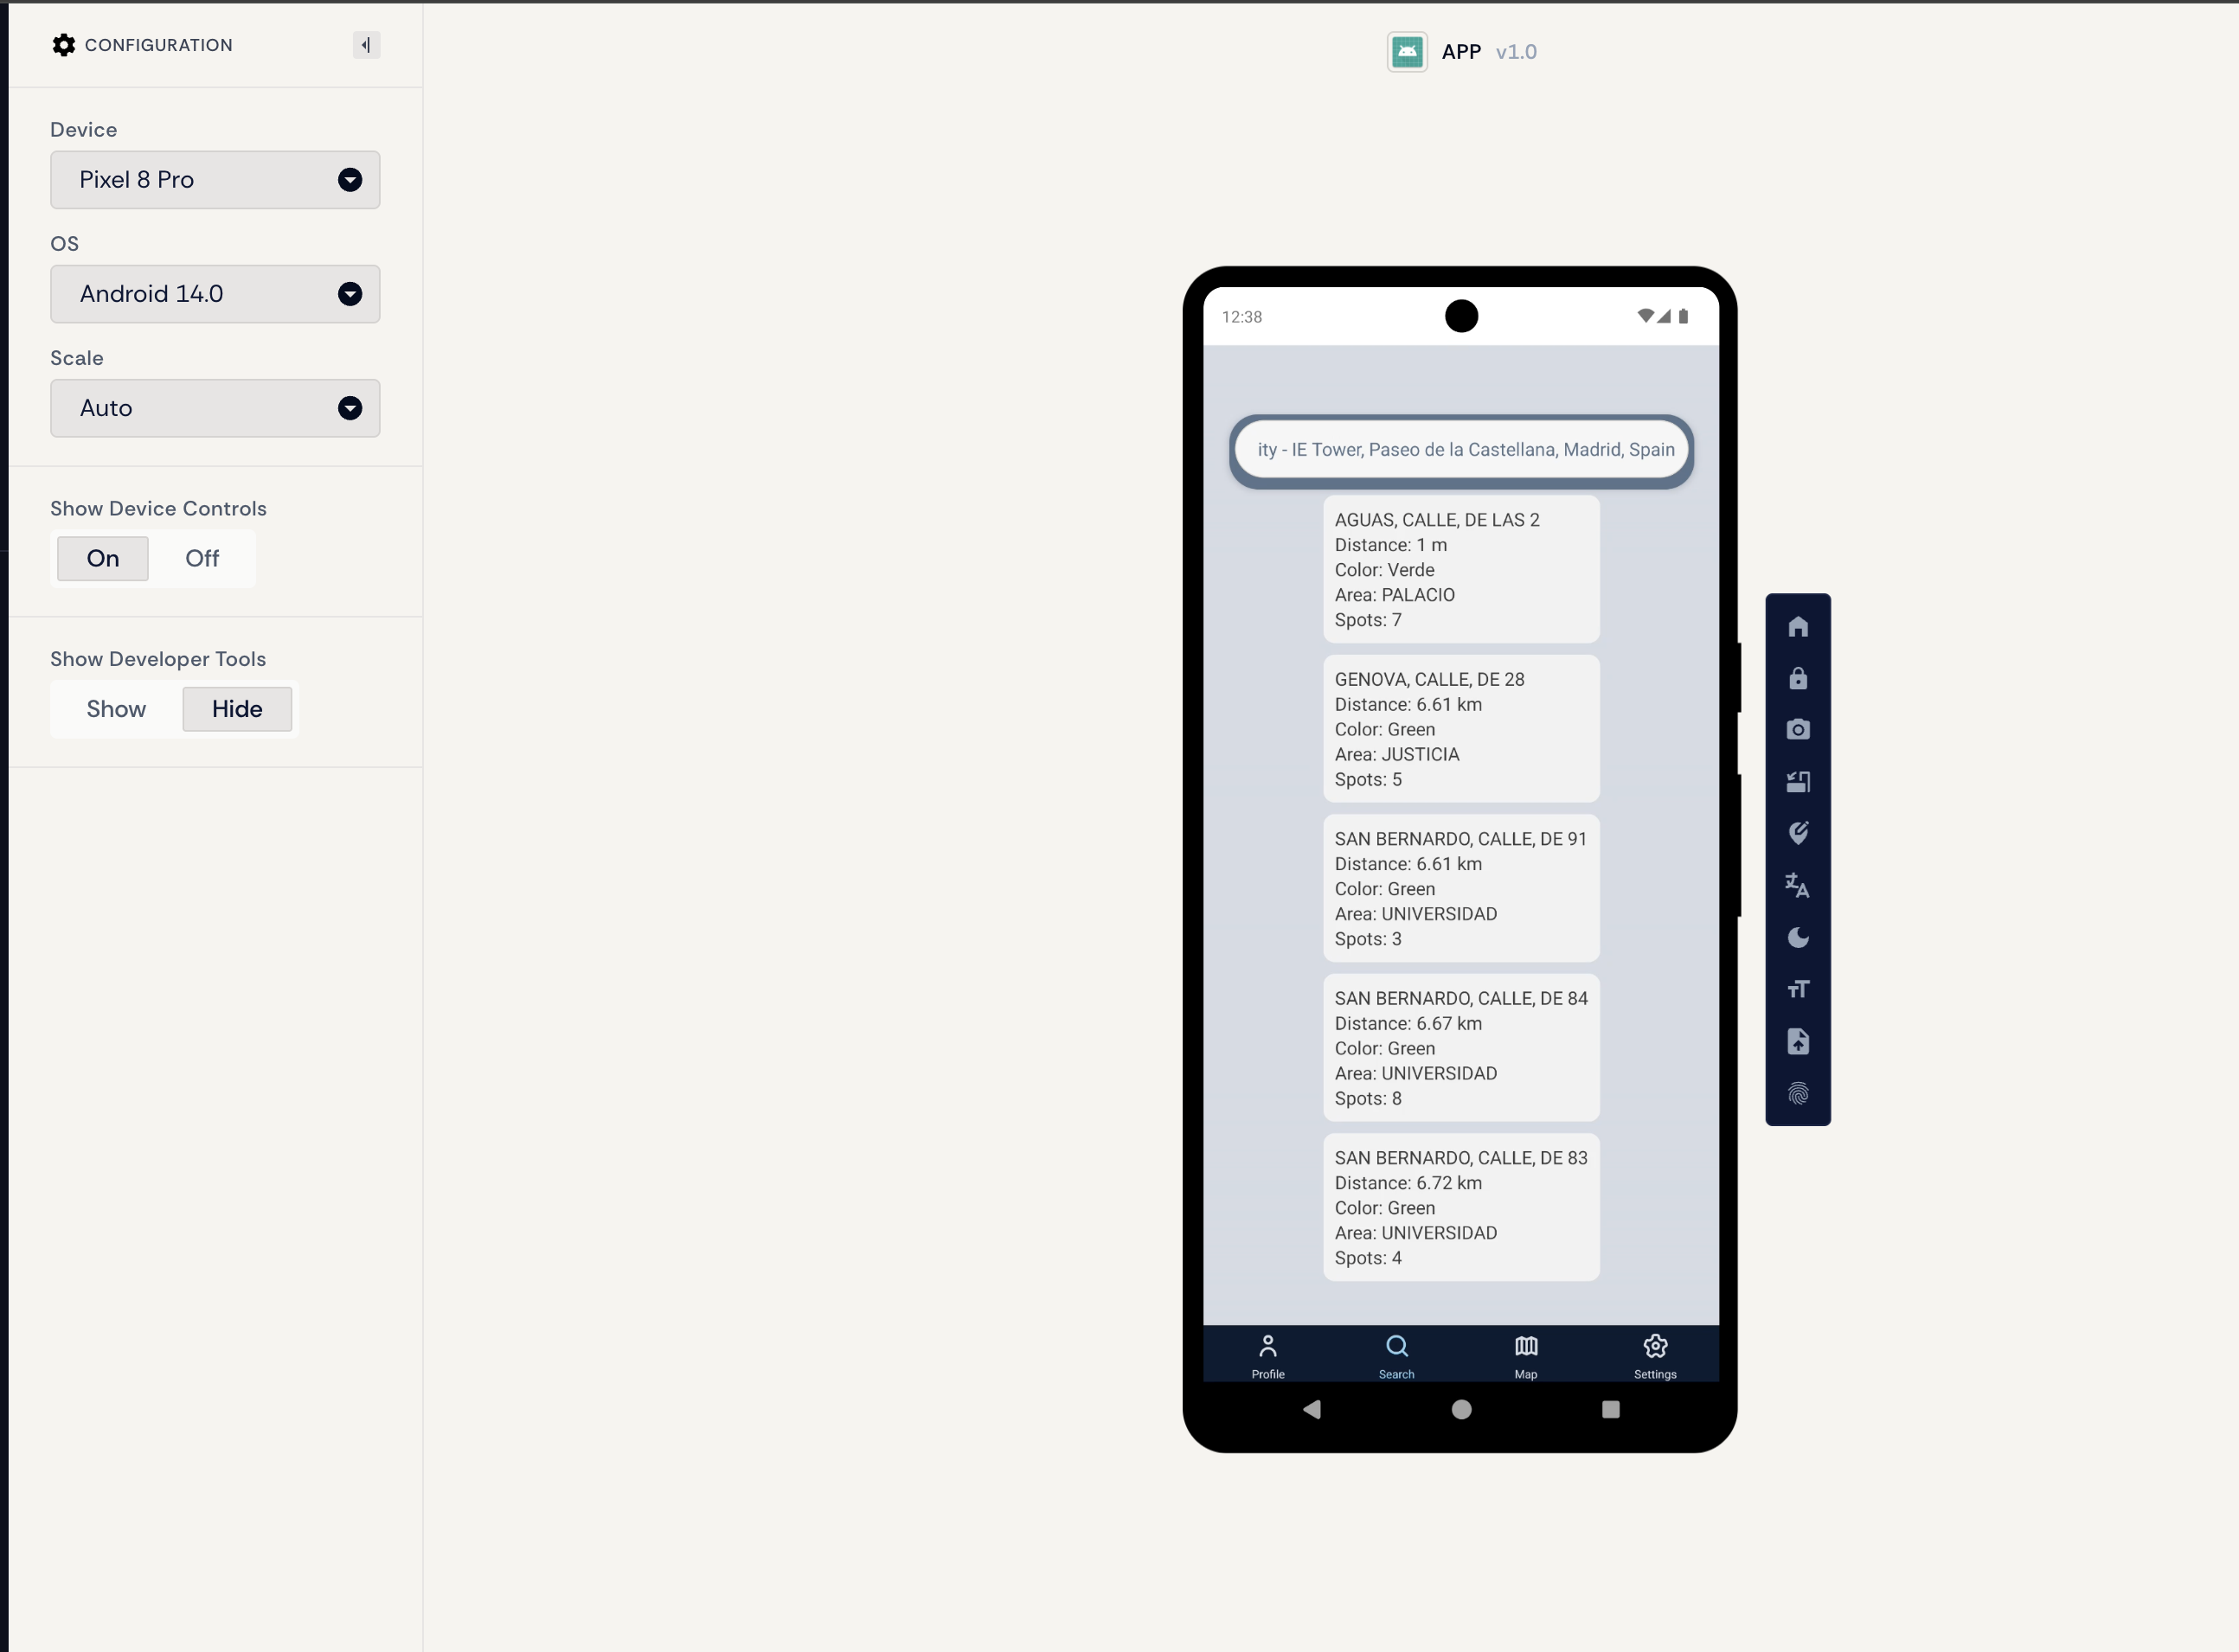 CONFIGURATION
Device
Pixel 8 Pro
OS
Android 14.0
Scale
Auto
Show Device Controls
On Off
Show Developer Tools
Show Hide
APP v1.0
12:38
ity - IE Tower, Paseo de la Castellana, Madrid, Spain
AGUAS, CALLE, DE LAS 2
Distance: 1 m
Color: Verde
Area: PALACIO
Spots: 7
GENOVA, CALLE, DE 28
Distance: 6.61 km
Color: Green
Area: JUSTICIA
Spots: 5
SAN BERNARDO, CALLE, DE 91
Distance: 6.61 km
Color: Green
Area: UNIVERSIDAD
Spots: 3
SAN BERNARDO, CALLE, DE 84
Distance: 6.67 km
Color: Green
Area: UNIVERSIDAD
Spots: 8
SAN BERNARDO, CALLE, DE 83
Distance: 6.72 km
Color: Green
Area: UNIVERSIDAD
Spots: 4
Profile Search Map Settings